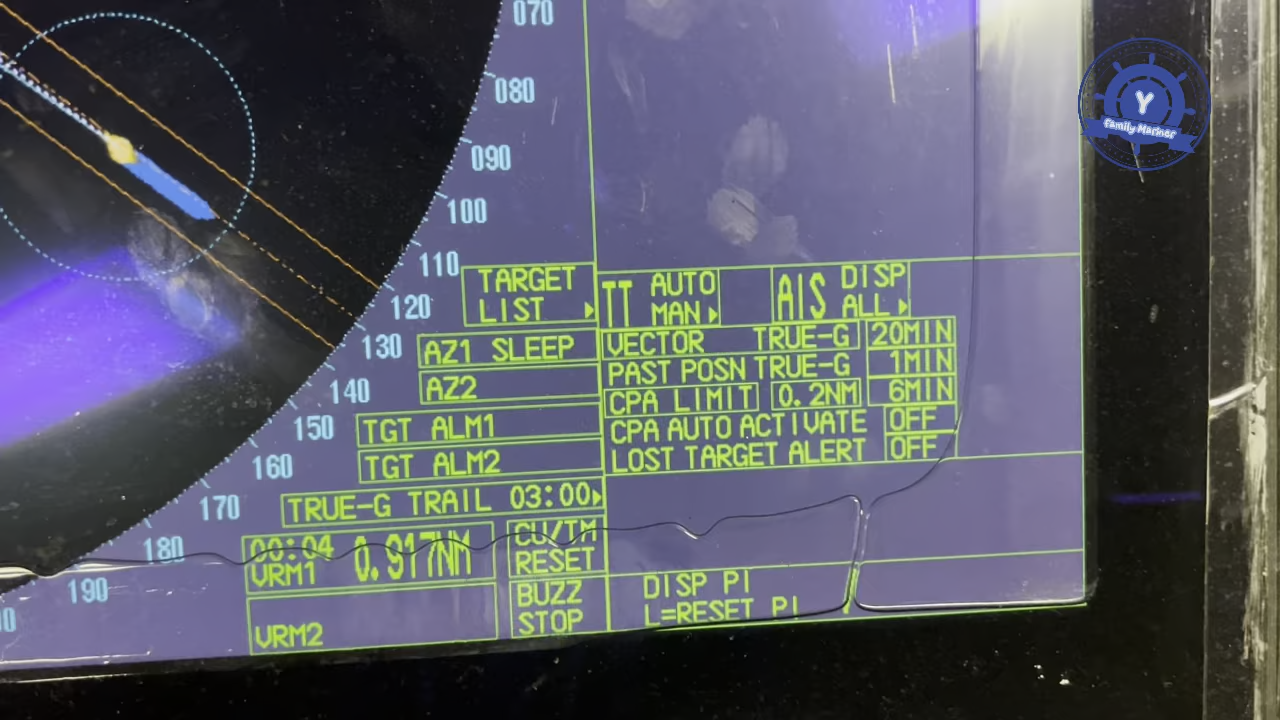 070
080
090
100
110
120
130
140
150
160
170
180
190
TARGET
LIST
TT AUTO
MAN
AIS DISP
ALL
AZ1 SLEEP
AZ2
TGT ALM1
TGT ALM2
TRUE-G TRAIL 03:00
VECTOR TRUE-G 20MIN
PAST POSN TRUE-G 1MIN
CPA LIMIT 0.2NM 6MIN
CPA AUTO ACTIVATE OFF
LOST TARGET ALERT OFF
00:04
VRM1 0.917NM
VRM2
CU/TM
RESET
BUZZ
STOP
DISP PI
L=RESET PI /
Y
family Mariner